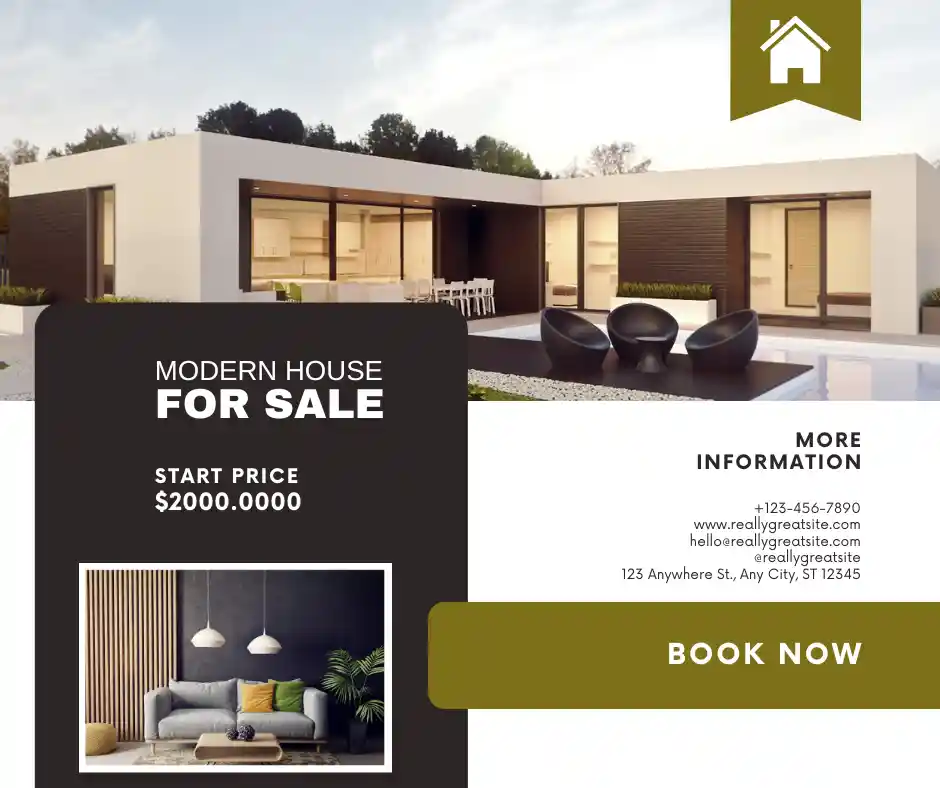 MODERN HOUSE
FOR SALE
START PRICE
$2000.0000
MORE
INFORMATION
+123-456-7890
www.reallygreatsite.com
hello@reallygreatsite.com
@reallygreatsite
123 Anywhere St., Any City, ST 12345
BOOK NOW